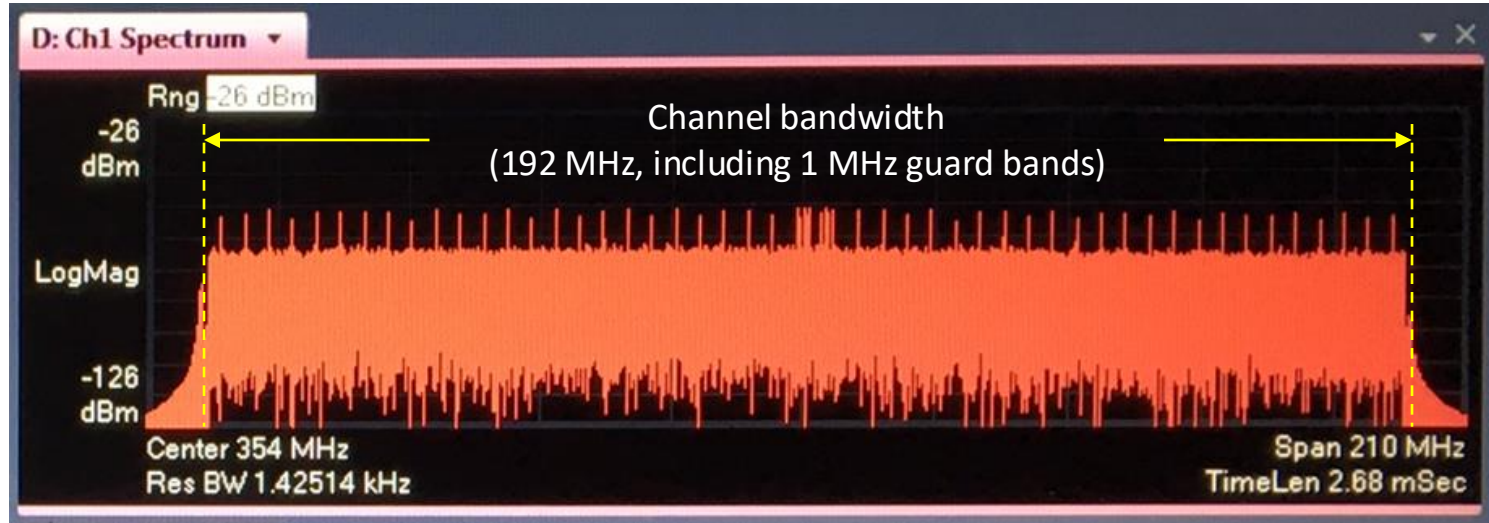 D: Ch1 Spectrum
Rng -26 dBm
-26
dBm
Channel bandwidth
(192 MHz, including 1 MHz guard bands)
LogMag
-126
dBm
Center 354 MHz
Span 210 MHz
Res BW 1.42514 kHz
TimeLen 2.68 mSec